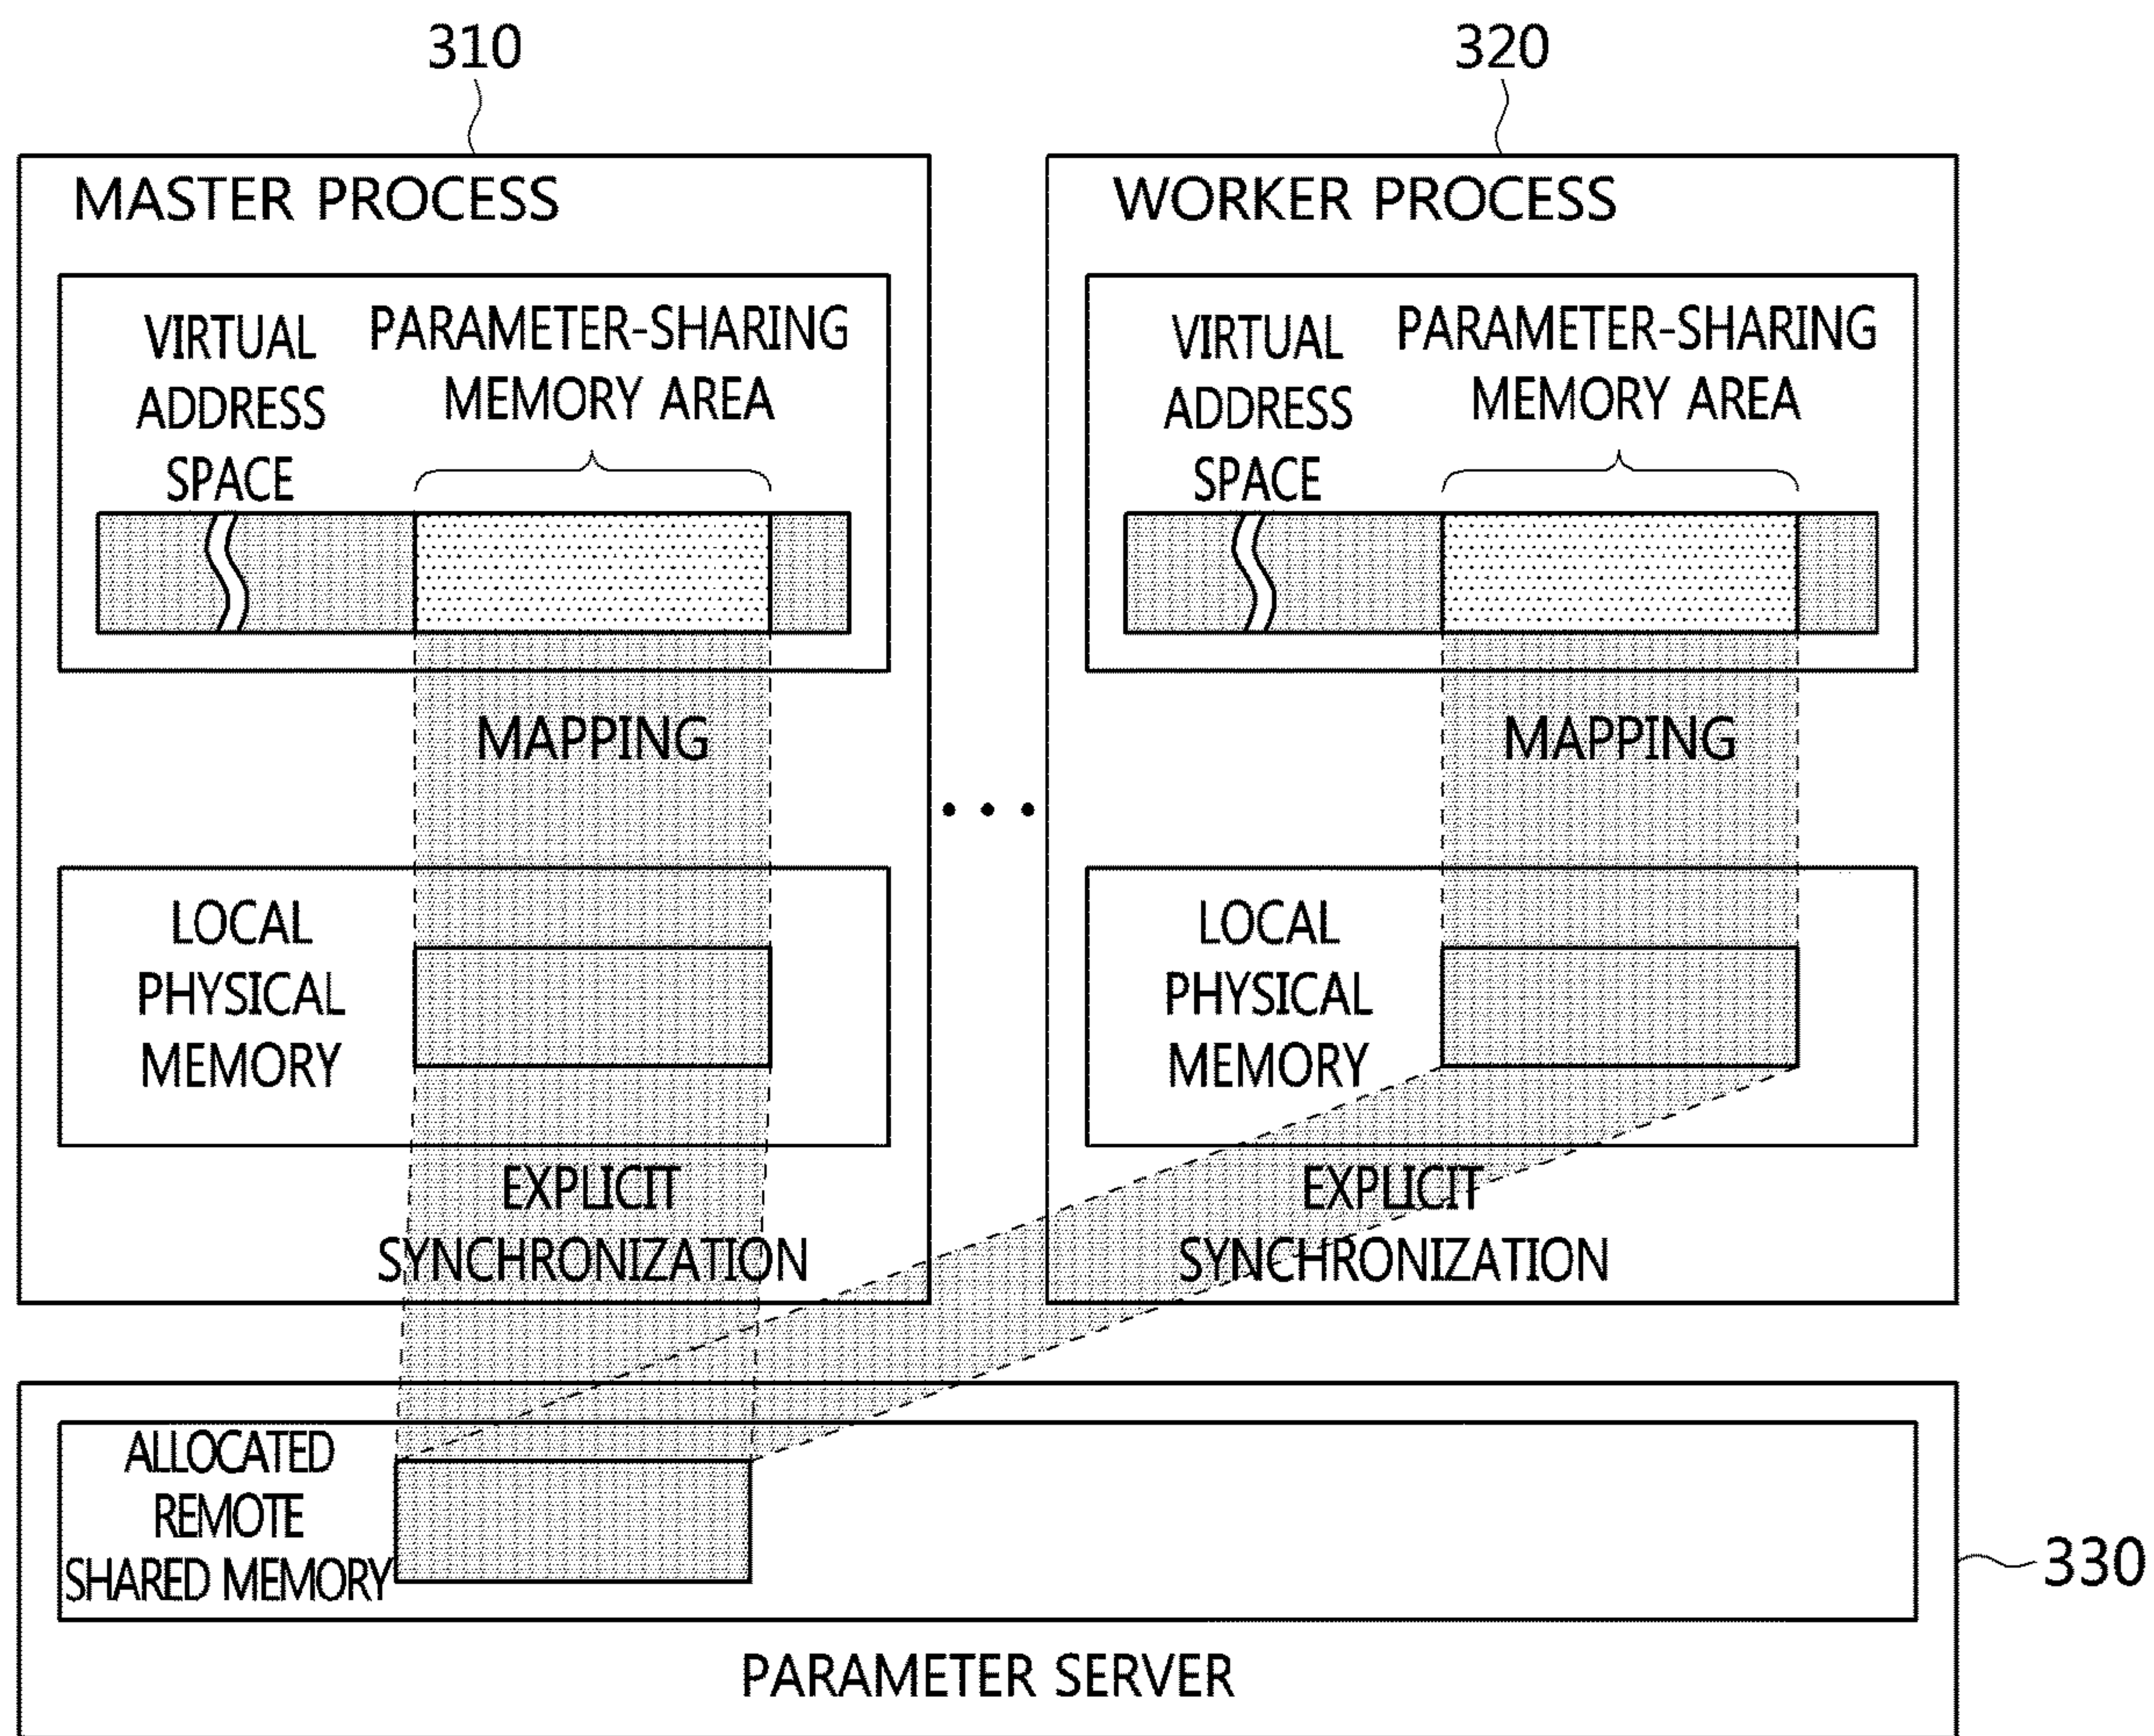 310
320
MASTER PROCESS
VIRTUAL
ADDRESS
SPACE
PARAMETER-SHARING
MEMORY AREA
MAPPING
LOCAL
PHYSICAL
MEMORY
EXPLICIT
SYNCHRONIZATION
WORKER PROCESS
VIRTUAL
ADDRESS
SPACE
PARAMETER-SHARING
MEMORY AREA
MAPPING
LOCAL
PHYSICAL
MEMORY
EXPLICIT
SYNCHRONIZATION
ALLOCATED
REMOTE
SHARED MEMORY
330
PARAMETER SERVER